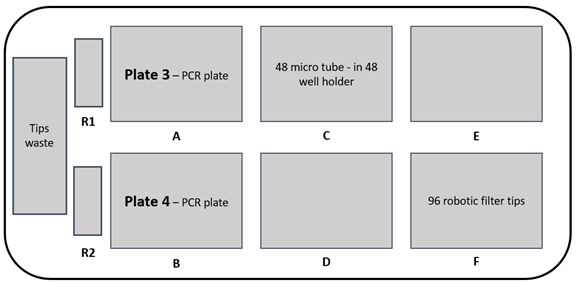 Tips
waste
R1
R2
Plate 3 – PCR plate
A
48 micro tube - in 48
well holder
C
E
Plate 4 – PCR plate
B
D
96 robotic filter tips
F